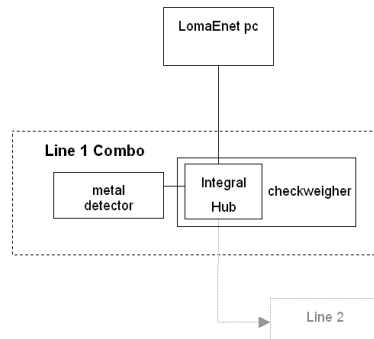 LomaEnet pc
Line 1 Combo
metal
detector
Integral
Hub
checkweigher
Line 2